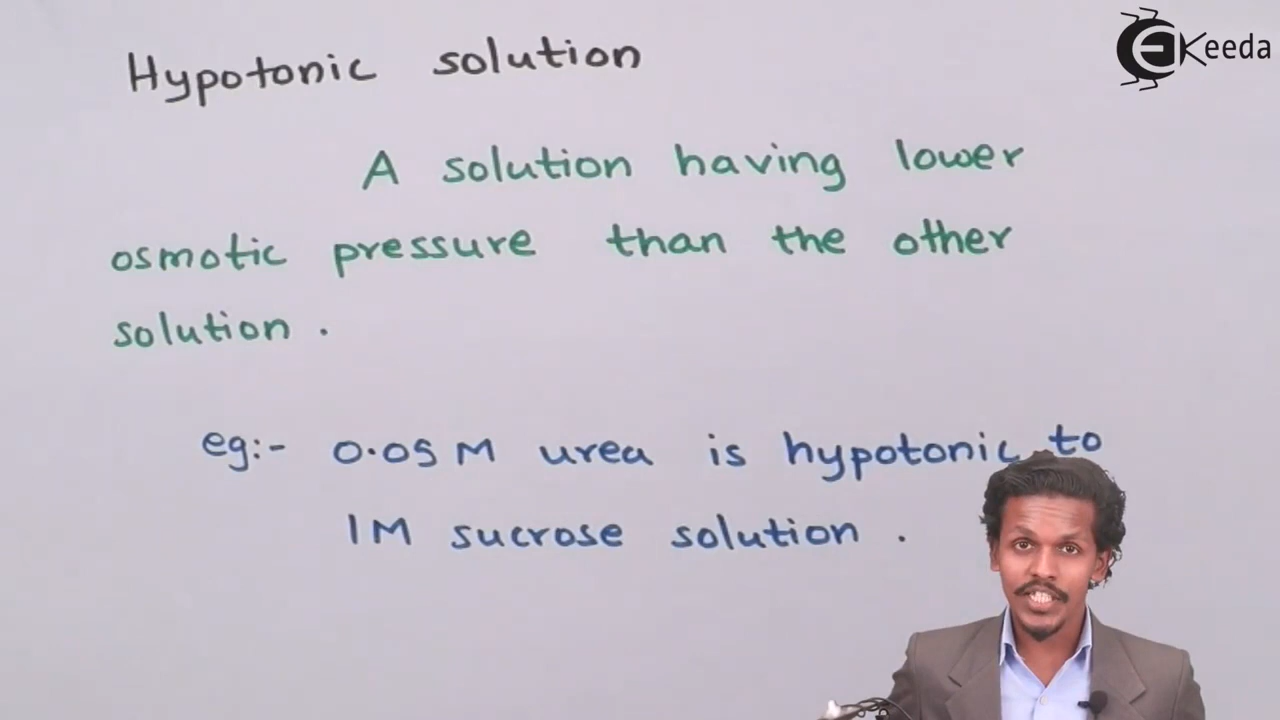 Hypotonic solution
Keeda
A solution having lower
osmotic pressure than the other
solution.
eg:- 0.05 M urea is hypotonic to
1M sucrose solution.